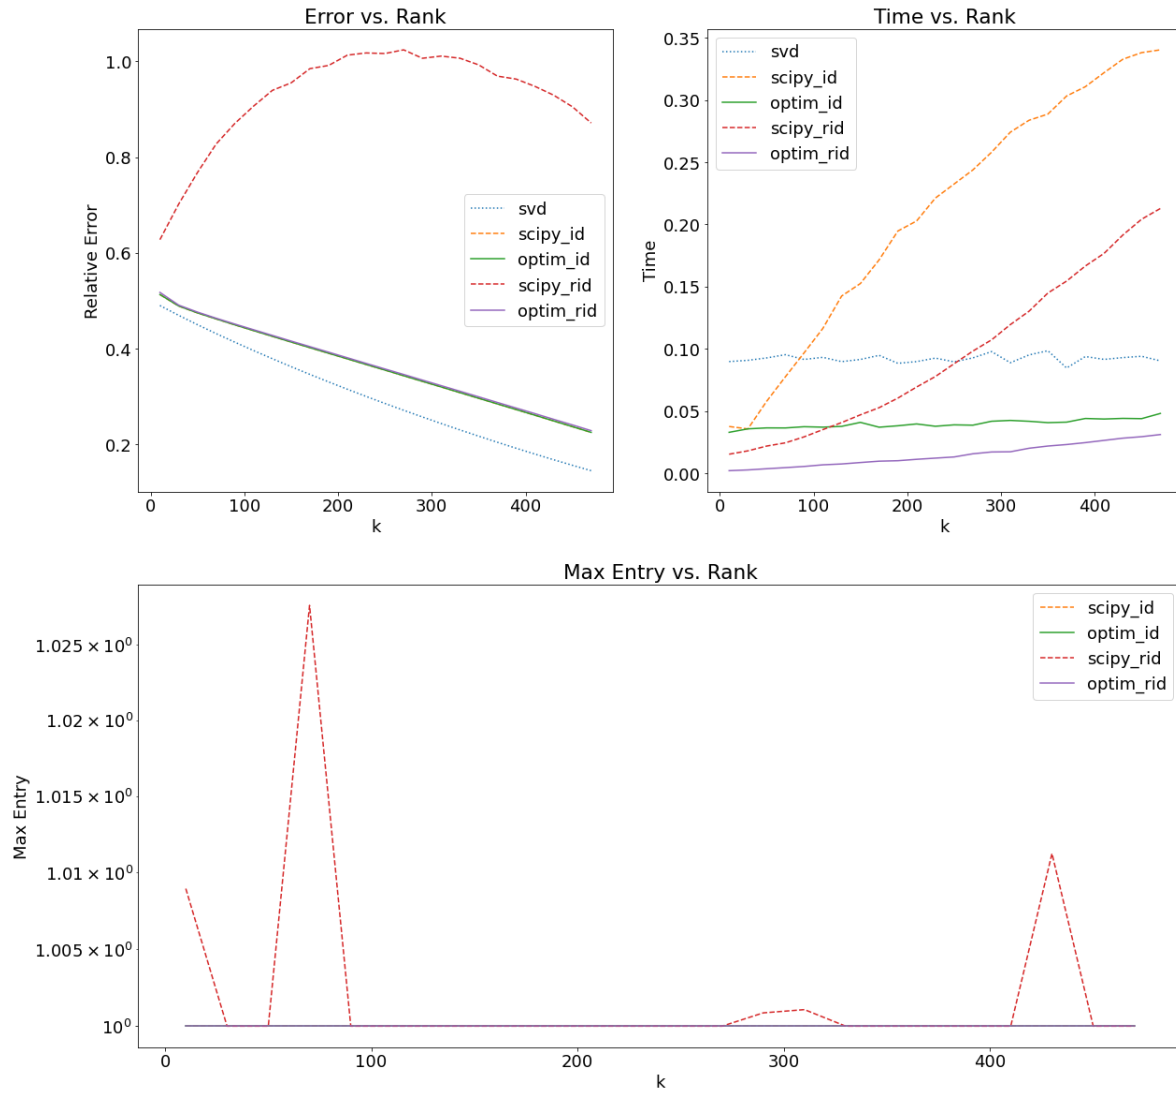 Error vs. Rank
Relative Error
1.0
0.8
0.6
0.4
0.2
0
100
200
300
400
k
svd
scipy_id
optim_id
scipy_rid
optim_rid
Time vs. Rank
Time
0.35
0.30
0.25
0.20
0.15
0.10
0.05
0.00
0
100
200
300
400
k
svd
scipy_id
optim_id
scipy_rid
optim_rid
Max Entry vs. Rank
Max Entry
1.025 × 10⁰
1.02 × 10⁰
1.015 × 10⁰
1.01 × 10⁰
1.005 × 10⁰
10⁰
0
100
200
300
400
k
scipy_id
optim_id
scipy_rid
optim_rid